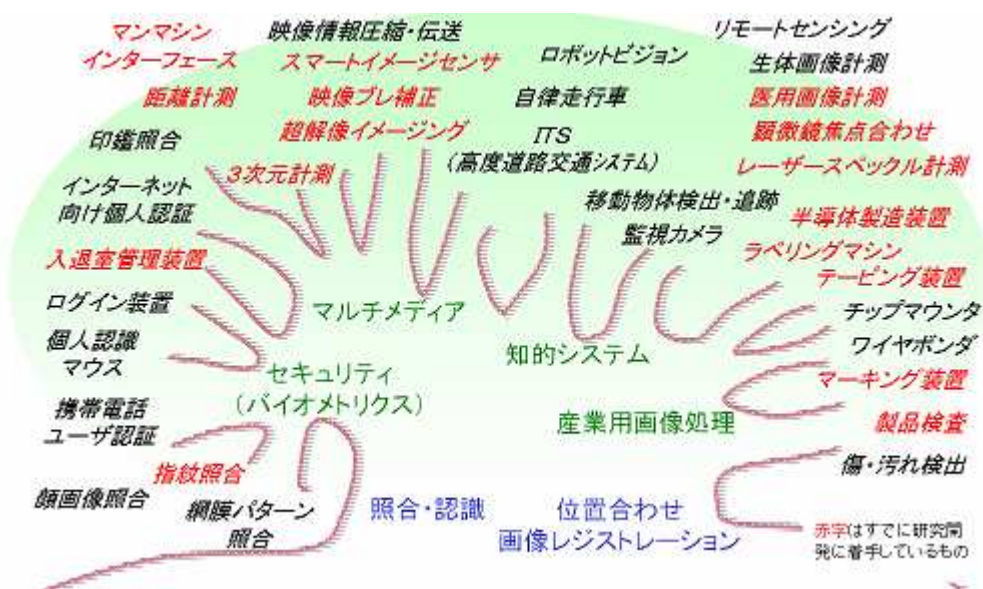 マンマシン
インターフェース
映像情報圧縮・伝送
スマートイメージセンサ
ロボットビジョン
リモートセンシング
生体画像計測
距離計測
映像ブレ補正
自律走行車
医用画像計測
印鑑照合
超解像イメージング
ITS
(高度道路交通システム)
顕微鏡焦点合わせ
レーザースペックル計測
3次元計測
インターネット
向け個人認証
移動物体検出・追跡
監視カメラ
半導体製造装置
ラベリングマシン
テーピング装置
入退室管理装置
ログイン装置
マルチメディア
チップマウンタ
ワイヤボンダ
個人認識
マウス
知的システム
セキュリティ
(バイオメトリクス)
マーキング装置
携帯電話
ユーザ認証
産業用画像処理
製品検査
指紋照合
傷・汚れ検出
顔画像照合
網膜パターン
照合
照合・認識
位置合わせ
画像レジストレーション
赤字はすでに研究開
発に着手しているもの